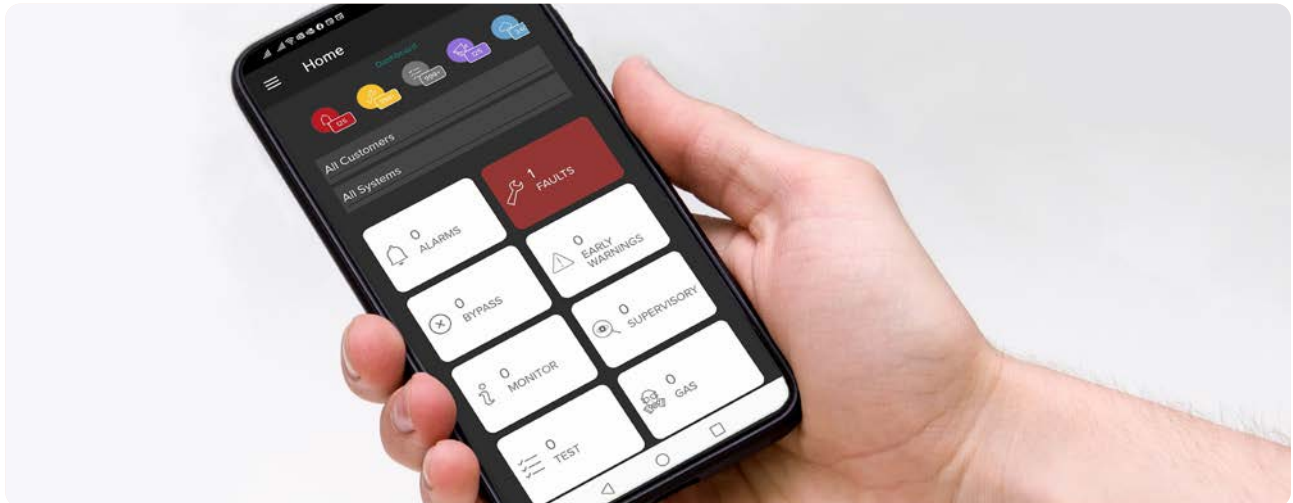 Home
Dashboard
999+
All Customers
All Systems
0
ALARMS
1
FAULTS
0
BYPASS
0
EARLY
WARNINGS
0
MONITOR
0
SUPERVISORY
0
TEST
0
GAS